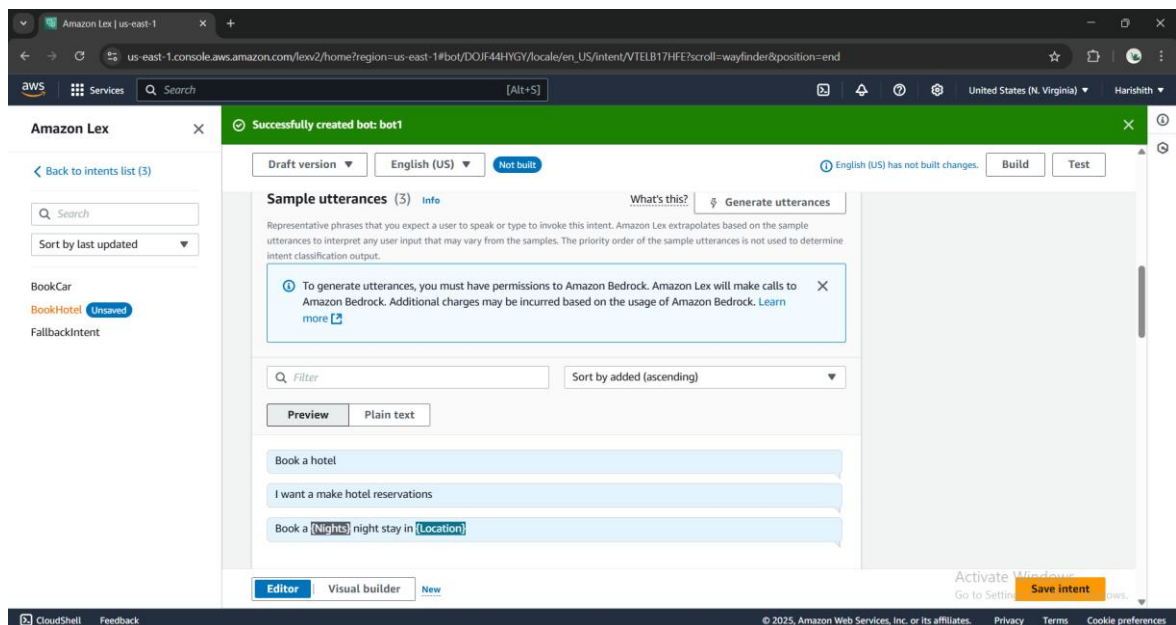 Amazon Lex | us-east-1
us-east-1.console.aws.amazon.com/lexv2/home?region=us-east-1#bot/DOJF44HYGY/locale/en_US/intent/VTELB17HFE?scroll=wayfinder&position=end
aws Services Search [Alt+S] United States (N. Virginia) Harishith
Amazon Lex
Successfully created bot: bot1
Back to intents list (3)
Draft version English (US) Not built English (US) has not built changes. Build Test
Search
Sort by last updated
BookCar
BookHotel Unsaved
FallbackIntent
Sample utterances (3) Info What's this? Generate utterances
Representative phrases that you expect a user to speak or type to invoke this intent. Amazon Lex extrapolates based on the sample
utterances to interpret any user input that may vary from the samples. The priority order of the sample utterances is not used to determine
intent classification output.
To generate utterances, you must have permissions to Amazon Bedrock. Amazon Lex will make calls to
Amazon Bedrock. Additional charges may be incurred based on the usage of Amazon Bedrock. Learn
more
Filter Sort by added (ascending)
Preview Plain text
Book a hotel
I want a make hotel reservations
Book a {Nights} night stay in {Location}
Editor Visual builder New
Activate Windows
Go to Settin
Save intent
CloudShell Feedback © 2025, Amazon Web Services, Inc. or its affiliates. Privacy Terms Cookie preferences